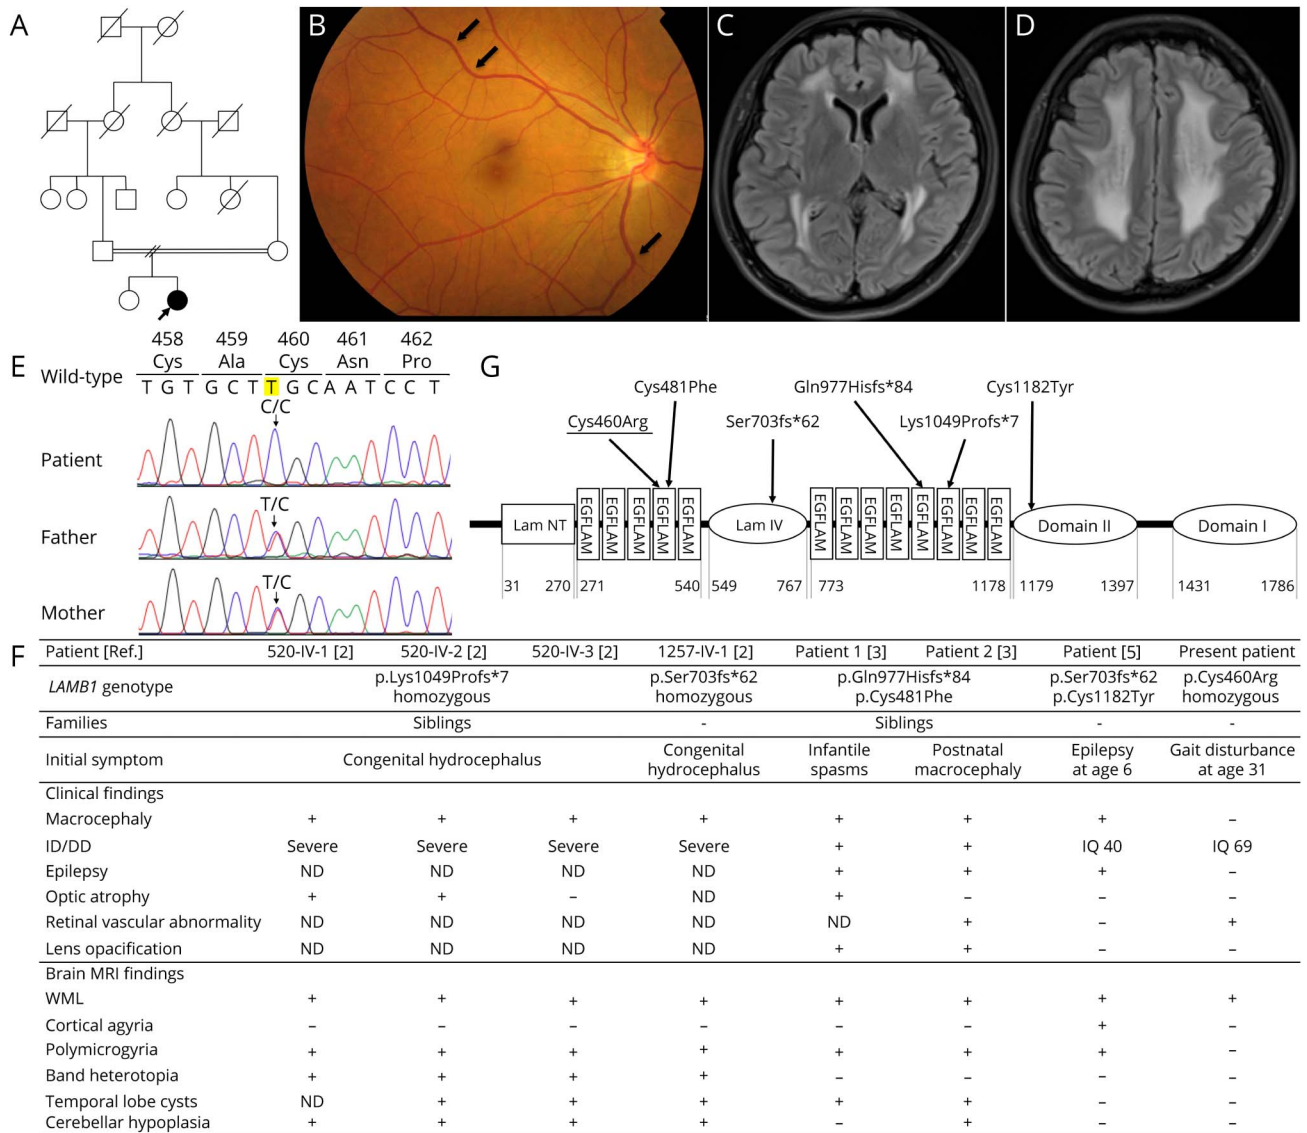 A
B
C
D
E
458 459 460 461 462
Cys Ala Cys Asn Pro
Wild-type
T G T G C T T G C A A T C C T
C/C
Patient
T/C
Father
T/C
Mother
G
Cys481Phe Gln977Hisfs*84 Cys1182Tyr
Cys460Arg Ser703fs*62 Lys1049Profs*7
Lam NT EGFLAM EGFLAM EGFLAM EGFLAM EGFLAM Lam IV EGFLAM EGFLAM EGFLAM EGFLAM EGFLAM EGFLAM EGFLAM EGFLAM Domain II Domain I
31 270 271 540 549 767 773 1178 1179 1397 1431 1786
F
Patient [Ref.] 520-IV-1 [2] 520-IV-2 [2] 520-IV-3 [2] 1257-IV-1 [2] Patient 1 [3] Patient 2 [3] Patient [5] Present patient
LAMB1 genotype p.Lys1049Profs*7 homozygous p.Ser703fs*62 homozygous p.Gln977Hisfs*84 p.Cys481Phe p.Ser703fs*62 p.Cys1182Tyr p.Cys460Arg homozygous
Families Siblings - Siblings - -
Initial symptom Congenital hydrocephalus Congenital hydrocephalus Infantile spasms Postnatal macrocephaly Epilepsy at age 6 Gait disturbance at age 31
Clinical findings
Macrocephaly + + + + + + + –
ID/DD Severe Severe Severe Severe + + IQ 40 IQ 69
Epilepsy ND ND ND ND + + + –
Optic atrophy + + – ND + – – –
Retinal vascular abnormality ND ND ND ND ND + – +
Lens opacification ND ND ND ND + + – –
Brain MRI findings
WML + + + + + + + +
Cortical agyria – – – – – – + –
Polymicrogyria + + + + + + + –
Band heterotopia + + + + – – – –
Temporal lobe cysts ND + + + + + – –
Cerebellar hypoplasia + + + + – + – –